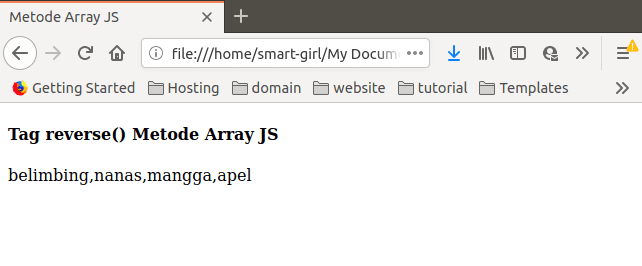 Metode Array JS
file:///home/smart-girl/My Docum
Getting Started Hosting domain website tutorial Templates
Tag reverse() Metode Array JS
belimbing,nanas,mangga,apel